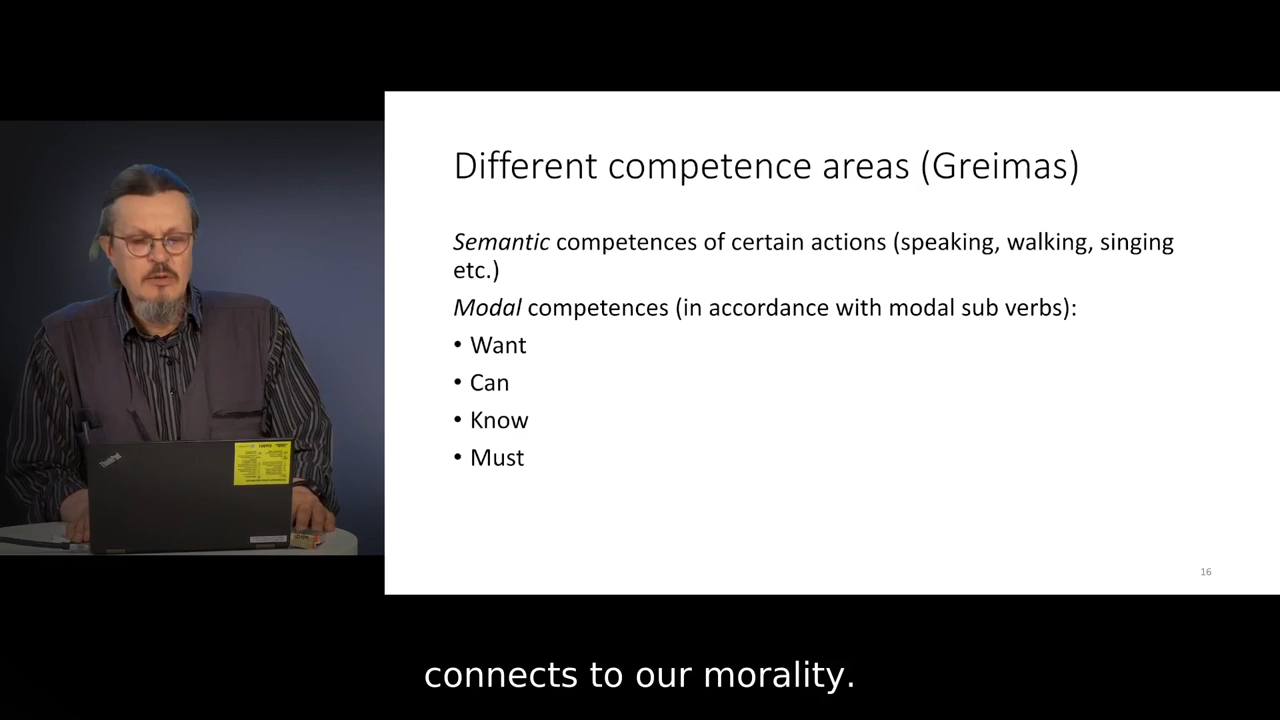 Different competence areas (Greimas)
Semantic competences of certain actions (speaking, walking, singing
etc.)
Modal competences (in accordance with modal sub verbs):
• Want
• Can
• Know
• Must
16
ThinkPad
connects to our morality.